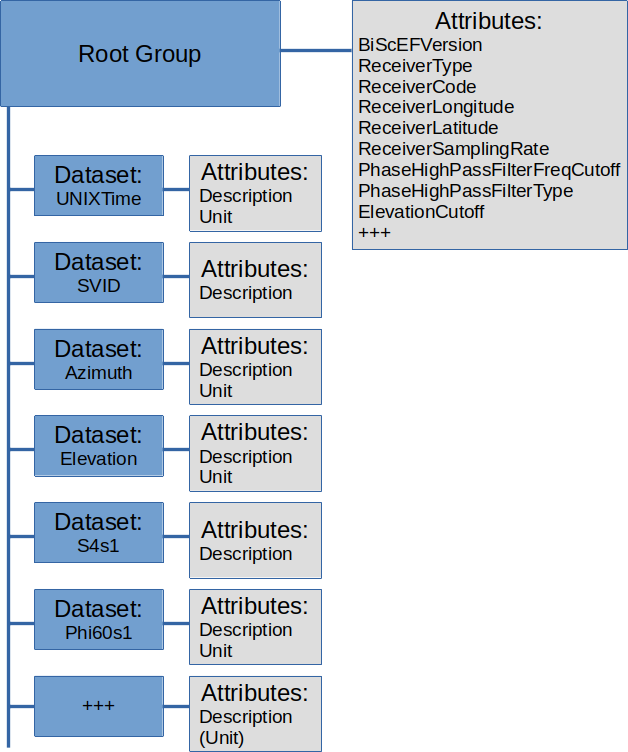 Root Group
Attributes:
BiScEFVersion
ReceiverType
ReceiverCode
ReceiverLongitude
ReceiverLatitude
ReceiverSamplingRate
PhaseHighPassFilterFreqCutoff
PhaseHighPassFilterType
ElevationCutoff
+++
Dataset:
UNIXTime
Attributes:
Description
Unit
Dataset:
SVID
Attributes:
Description
Dataset:
Azimuth
Attributes:
Description
Unit
Dataset:
Elevation
Attributes:
Description
Unit
Dataset:
S4s1
Attributes:
Description
Dataset:
Phi60s1
Attributes:
Description
Unit
+++
Attributes:
Description
(Unit)